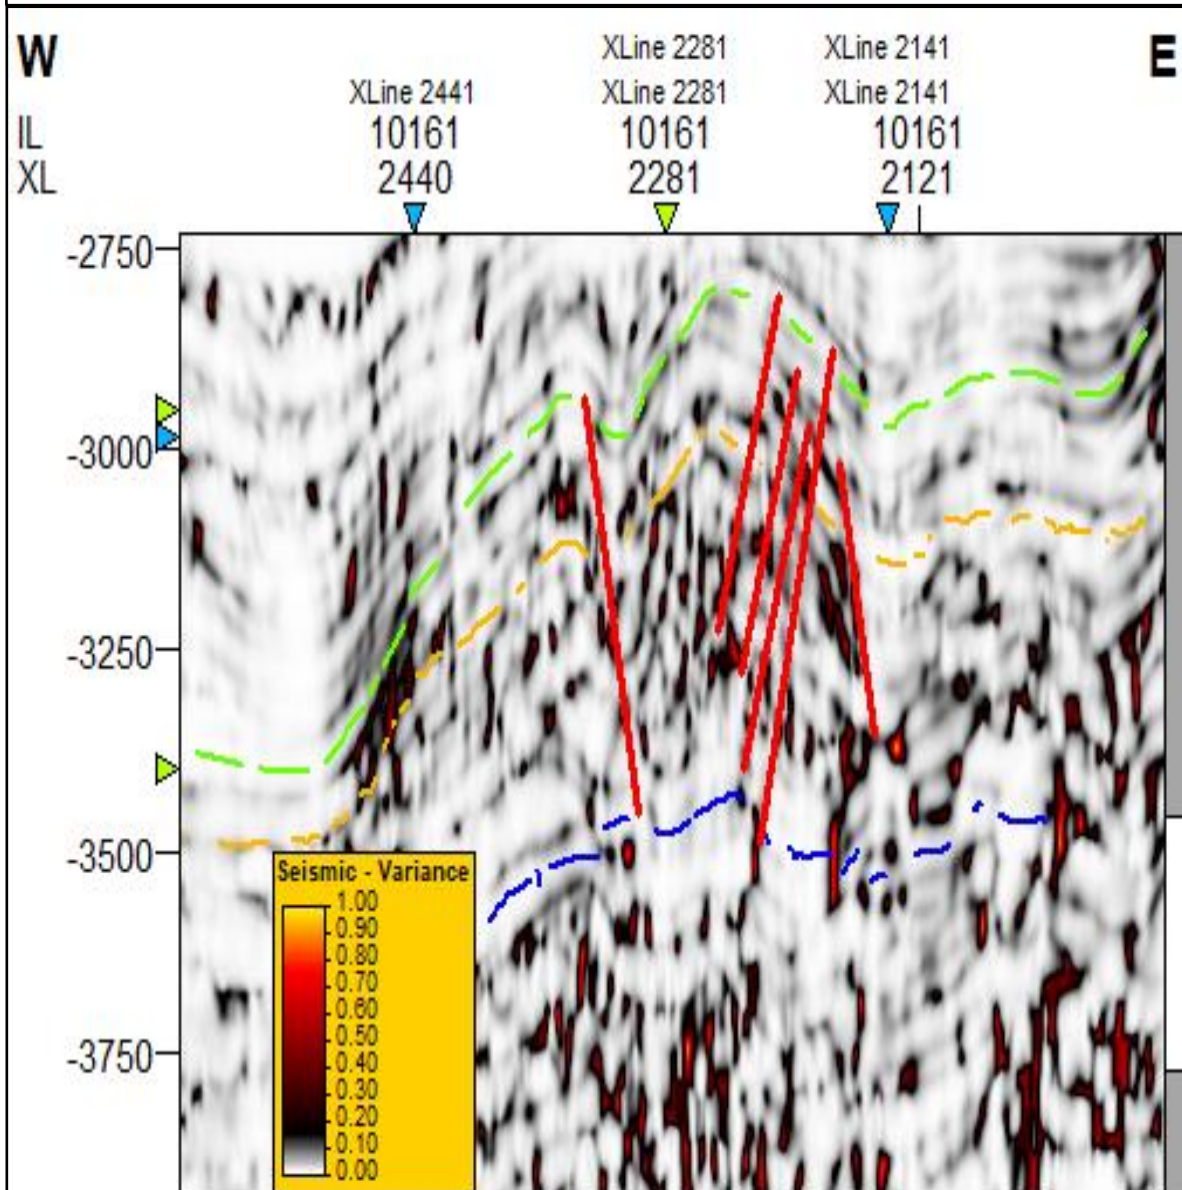 W E
XLine 2281 XLine 2141
XLine 2441 XLine 2281 XLine 2141
IL 10161 10161 10161
XL 2440 2281 2121
-2750
-3000
-3250
-3500
Seismic - Variance
1.00
0.90
0.80
0.70
0.60
0.50
0.40
0.30
0.20
0.10
0.00
-3750